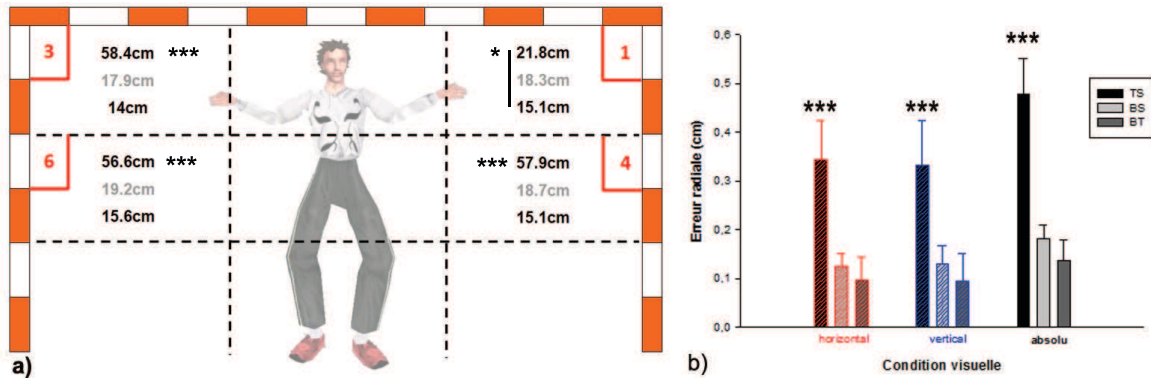 3
58.4cm ***
17.9cm
14cm
* 21.8cm
18.3cm
15.1cm
1
6
56.6cm ***
19.2cm
15.6cm
*** 57.9cm
18.7cm
15.1cm
4
a)
Erreur radiale (cm)
0,6
0,5
0,4
0,3
0,2
0,1
0,0
***
***
***
TS
BS
BT
horizontal
vertical
absolu
Condition visuelle
b)